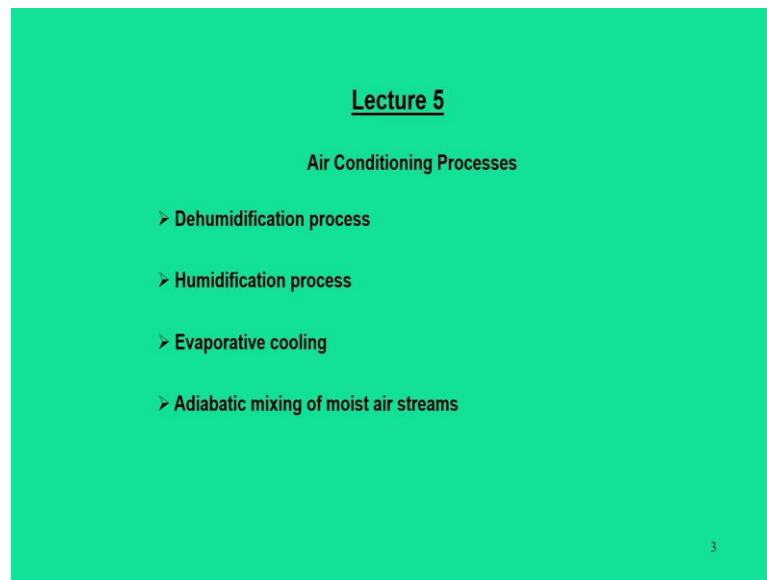 Lecture 5
Air Conditioning Processes
➢ Dehumidification process
➢ Humidification process
➢ Evaporative cooling
➢ Adiabatic mixing of moist air streams
3